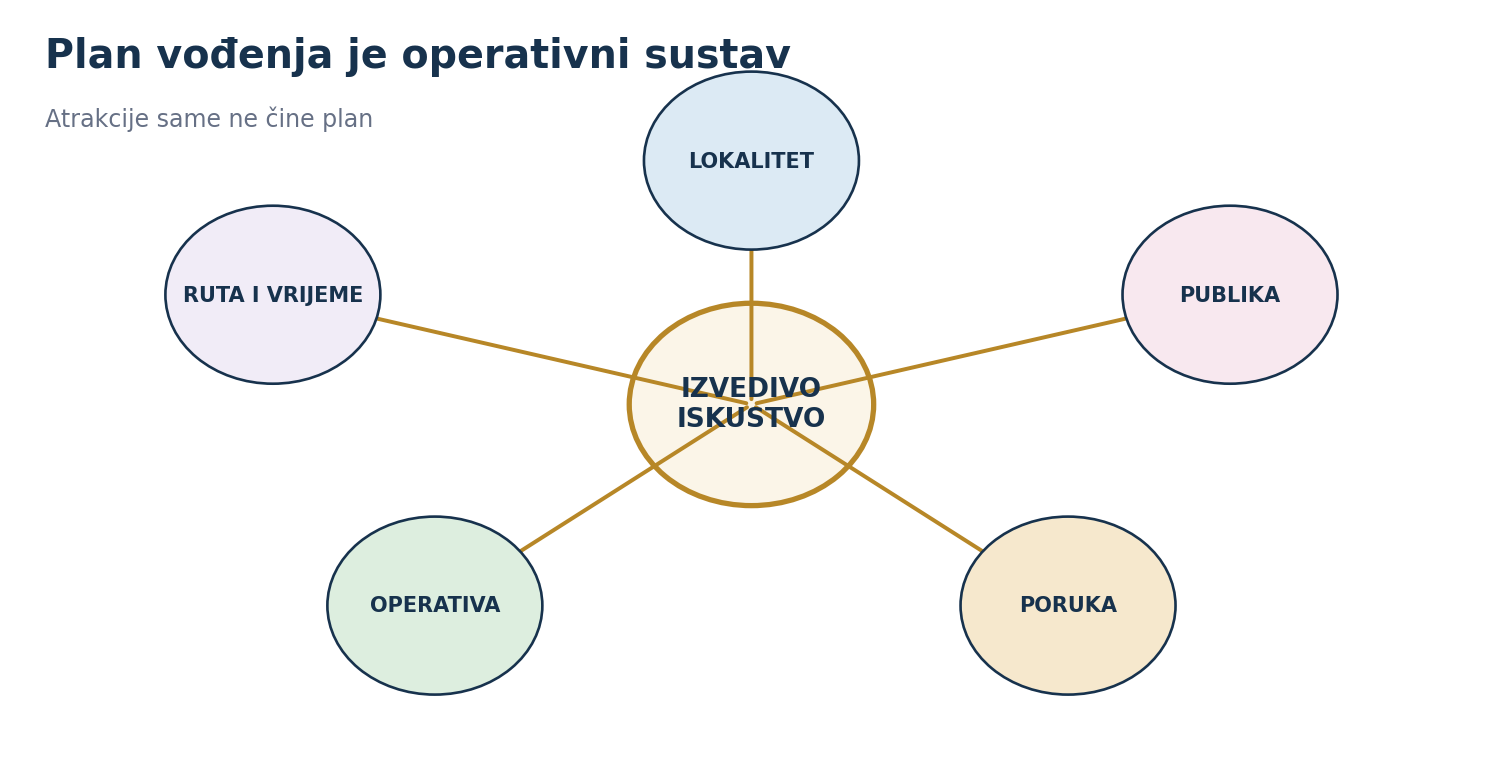 Plan vođenja je operativni sustav
Atrakcije same ne čine plan
LOKALITET
RUTA I VRIJEME
PUBLIKA
IZVEDIVO
ISKUSTVO
OPERATIVA
PORUKA